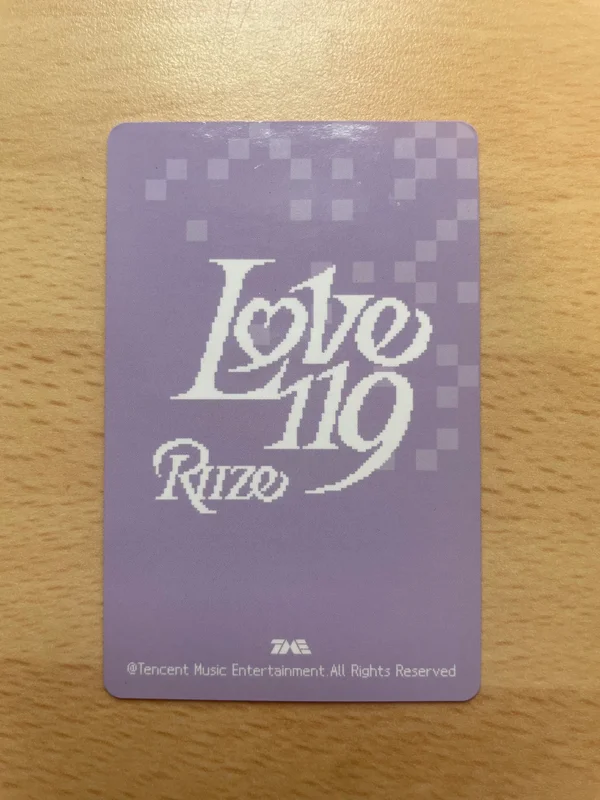 Love
119
RIIZE
TME
@Tencent Music Entertainment All Rights Reserved